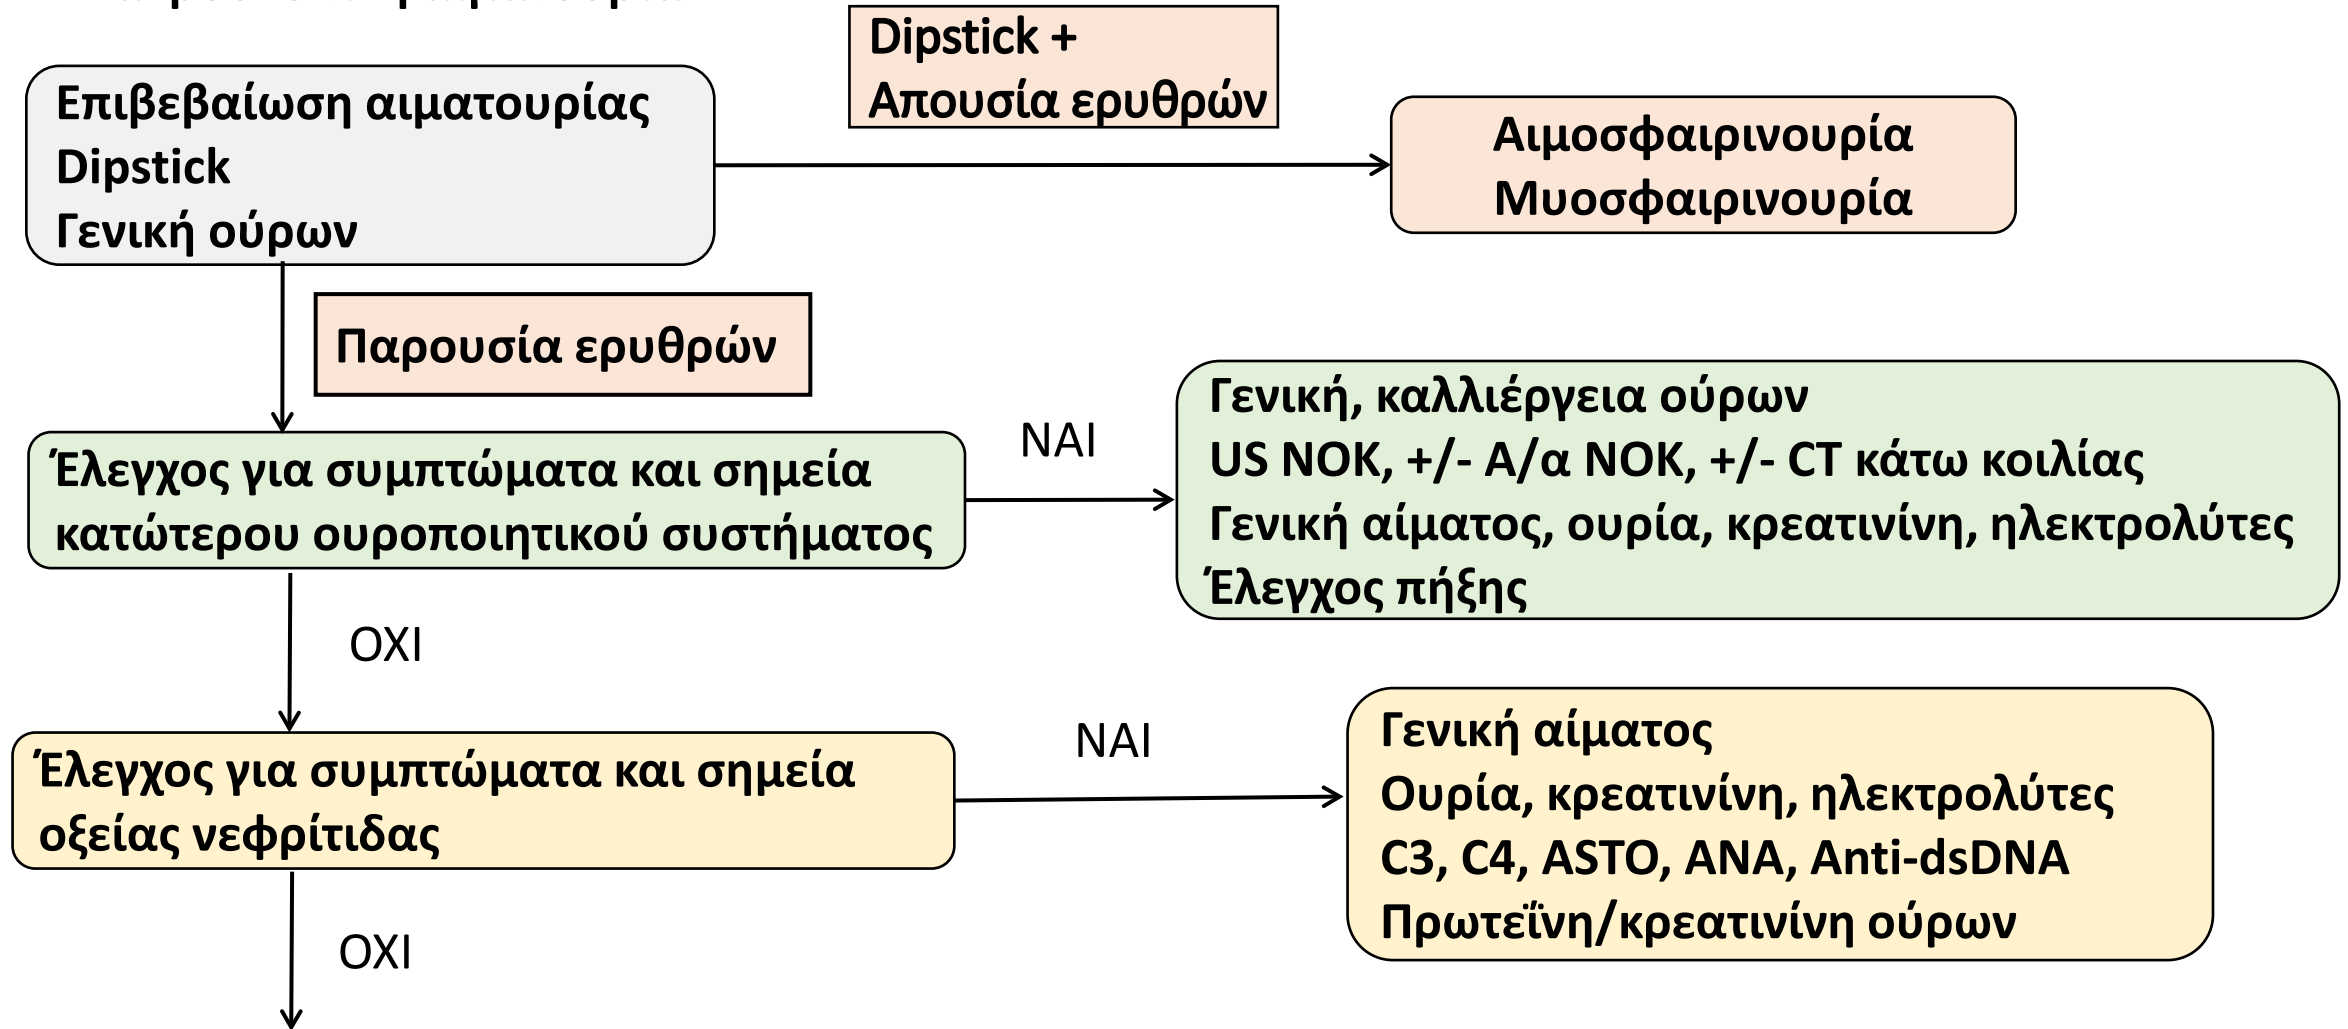 Dipstick +
Απουσία ερυθρών
Επιβεβαίωση αιματουρίας
Dipstick
Γενική ούρων
Αιμοσφαιρινουρία
Μυοσφαιρινουρία
Παρουσία ερυθρών
Έλεγχος για συμπτώματα και σημεία
κατώτερου ουροποιητικού συστήματος
ΝΑΙ
Γενική, καλλιέργεια ούρων
US ΝΟΚ, +/- Α/α ΝΟΚ, +/- CT κάτω κοιλίας
Γενική αίματος, ουρία, κρεατινίνη, ηλεκτρολύτες
Έλεγχος πήξης
ΟΧΙ
Έλεγχος για συμπτώματα και σημεία
οξείας νεφρίτιδας
ΝΑΙ
Γενική αίματος
Ουρία, κρεατινίνη, ηλεκτρολύτες
C3, C4, ASTO, ANA, Anti-dsDNA
Πρωτεΐνη/κρεατινίνη ούρων
ΟΧΙ